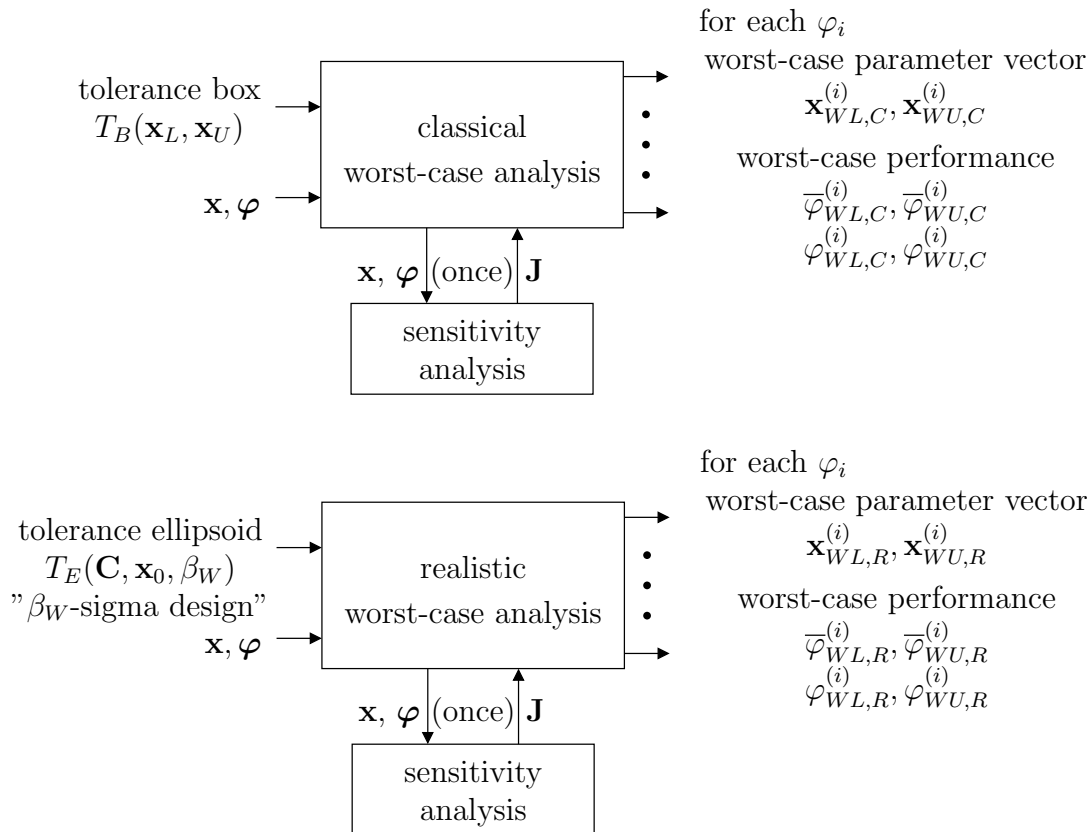 for each φ_i
worst-case parameter vector
x^{(i)}_{WL,C}, x^{(i)}_{WU,C}
worst-case performance
φ̅^{(i)}_{WL,C}, φ̅^{(i)}_{WU,C}
φ^{(i)}_{WL,C}, φ^{(i)}_{WU,C}
tolerance box
T_B(x_L, x_U)
x, φ
classical
worst-case analysis
x, φ (once) J
sensitivity
analysis
for each φ_i
worst-case parameter vector
x^{(i)}_{WL,R}, x^{(i)}_{WU,R}
worst-case performance
φ̅^{(i)}_{WL,R}, φ̅^{(i)}_{WU,R}
φ^{(i)}_{WL,R}, φ^{(i)}_{WU,R}
tolerance ellipsoid
T_E(C, x_0, β_W)
"β_W-sigma design"
x, φ
realistic
worst-case analysis
x, φ (once) J
sensitivity
analysis